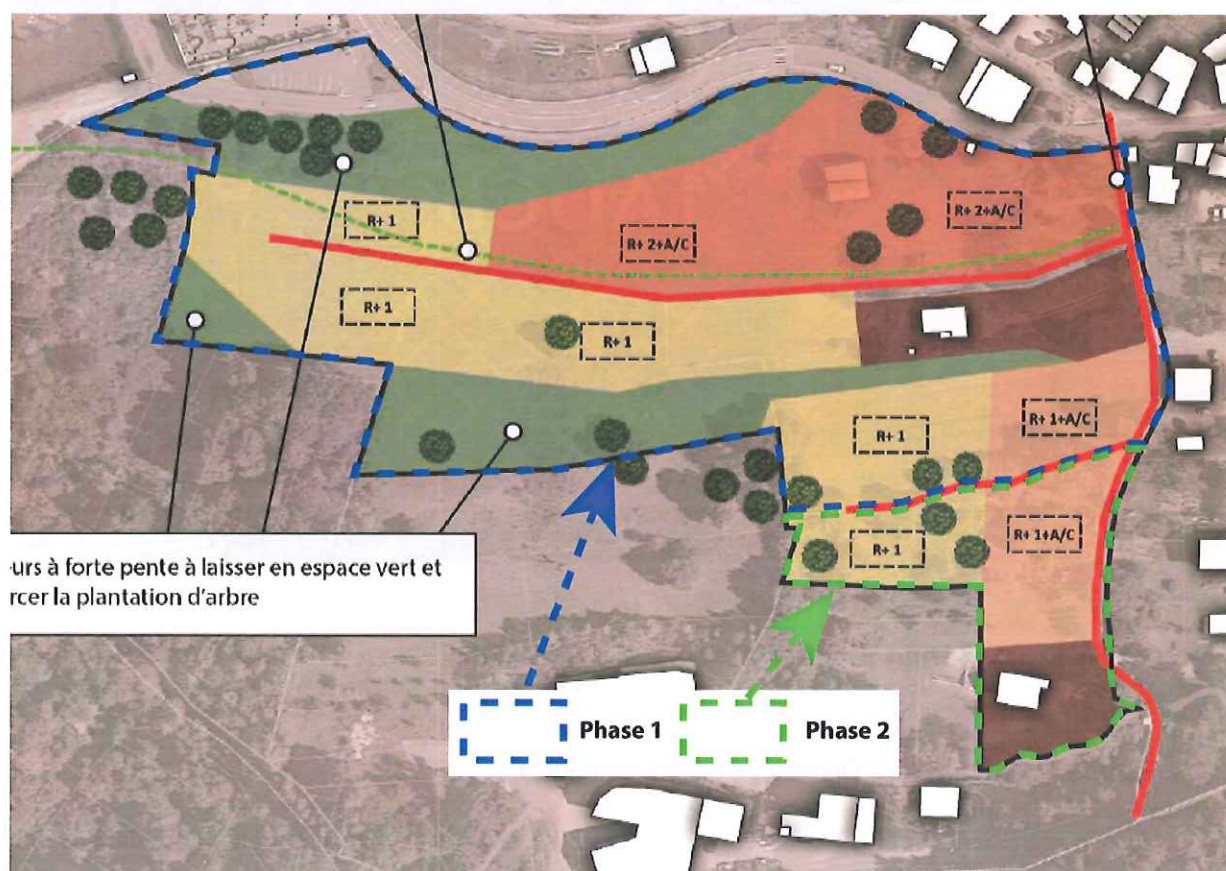 R+ 1
R+ 2+A/C
R+ 2+A/C
R+ 1
R+ 1
R+ 1
R+ 1+A/C
R+ 1
R+ 1+A/C
urs à forte pente à laisser en espace vert et
rcer la plantation d'arbre
Phase 1
Phase 2